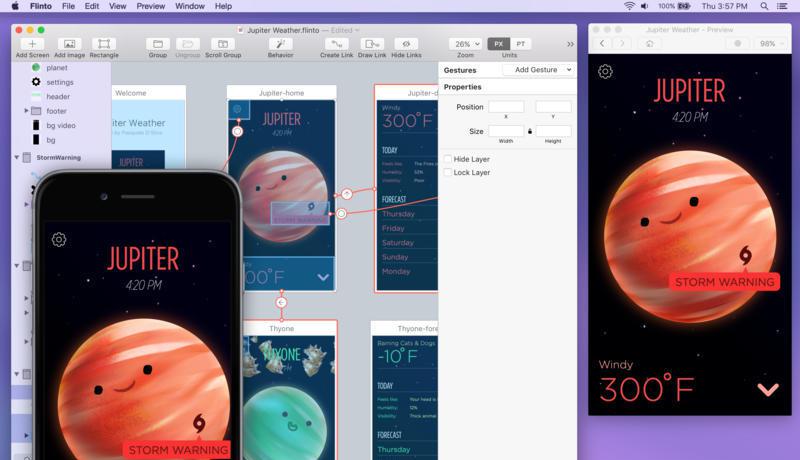 Flinto File Edit View Preview Window 100% Thu 3:57 PM
Jupiter Weather.flinto — Edited
Add Screen Add Image Rectangle Group Ungroup Scroll Group Behavior Create Link Draw Link Hide Links 26% Zoom PX PT Units
planet
settings
header
footer
bg video
bg
StormWarning
Welcome
iter Weather
JUPITER
Jupiter-home
JUPITER
4:20 PM
STORM WARNING
00°F
Jupiter-d
Windy
300°F
TODAY
Feels like: The Fires o
Humidity: 52%
Visibility: Poor
FORECAST
Thursday
Friday
Saturday
Sunday
Monday
Thyone
THYONE
Thyone-fore
Raining Cats & Dogs
-10°F
TODAY
Feels like: Your head is
Humidity: 12%
Visibility: Thick animal
FORECAST
Thursday
Gestures Add Gesture
Properties
Position
X Y
Size
Width Height
Hide Layer
Lock Layer
JUPITER
4:20 PM
STORM WARNING
Jupiter Weather - Preview
98%
JUPITER
4:20 PM
STORM WARNING
Windy
300°F